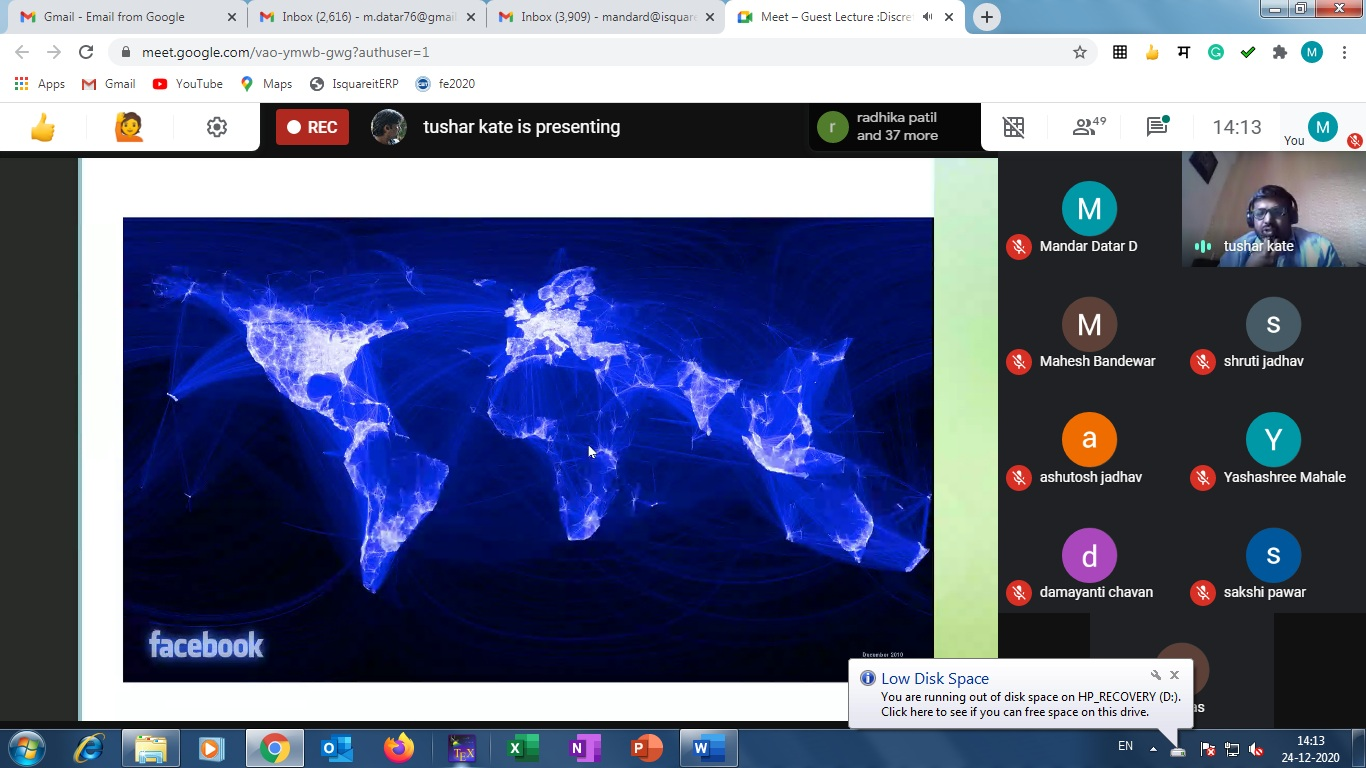 Gmail - Email from Google
Inbox (2,616) - m.datar76@gmail
Inbox (3,909) - mandard@isquar
Meet – Guest Lecture :Discre
meet.google.com/vao-ymwb-gwg?authuser=1
M
Apps
Gmail
YouTube
Maps
IsquareitERP
fe2020
REC
tushar kate is presenting
r
radhika patil
and 37 more
49
14:13
You
M
M
Mandar Datar D
tushar kate
M
Mahesh Bandewar
s
shruti jadhav
a
ashutosh jadhav
Y
Yashashree Mahale
d
damayanti chavan
s
sakshi pawar
as
facebook
December 2010
Low Disk Space
You are running out of disk space on HP_RECOVERY (D:).
Click here to see if you can free space on this drive.
EN
14:13
24-12-2020